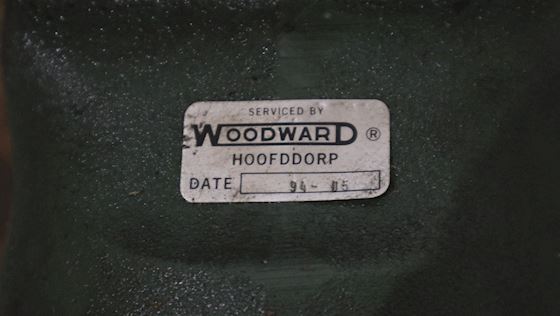 SERVICED BY
WOODWARD ®
HOOFDDORP
DATE 94- 05